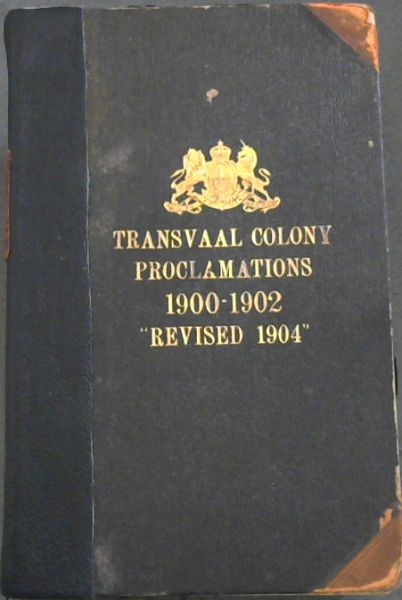 TRANSVAAL COLONY
PROCLAMATIONS
1900-1902
"REVISED 1904"